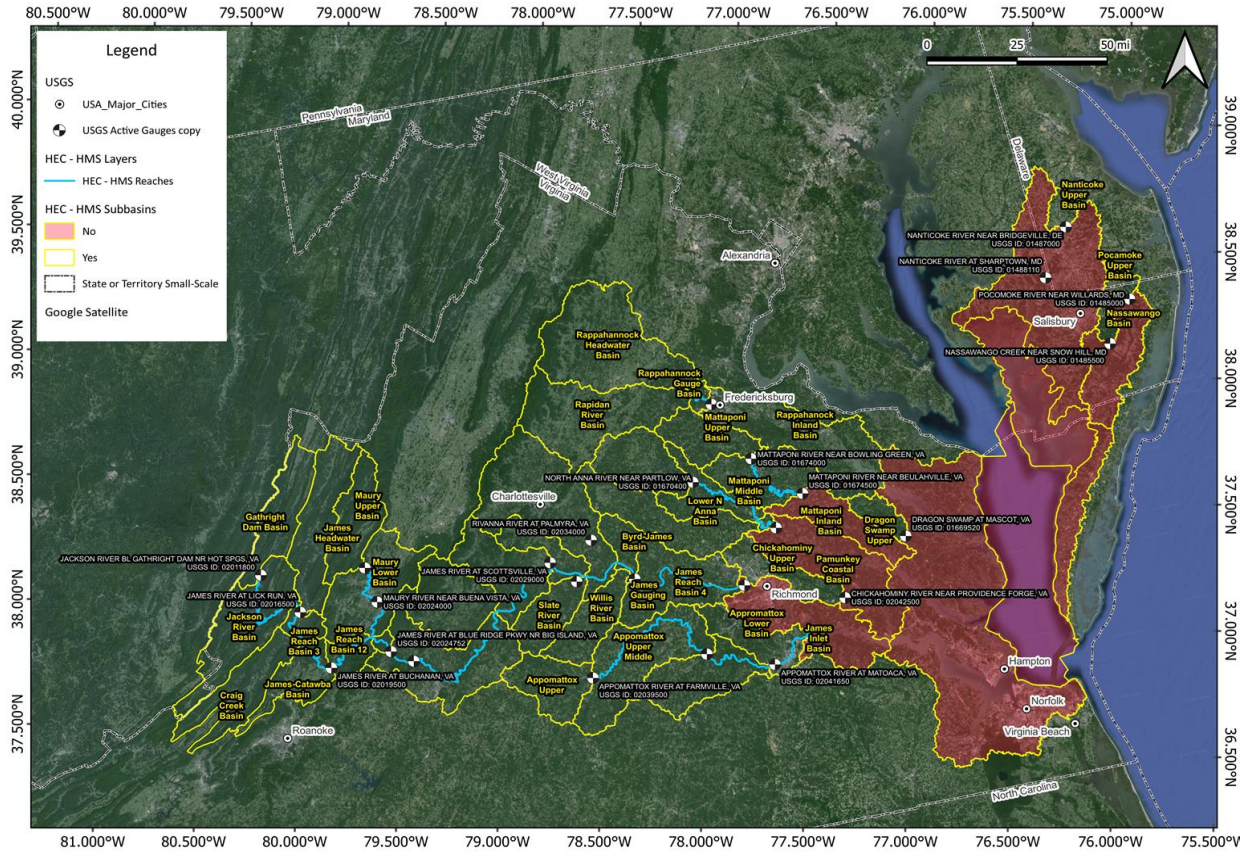 80.500°W 80.000°W 79.500°W 79.000°W 78.500°W 78.000°W 77.500°W 77.000°W 76.500°W 76.000°W 75.500°W 75.000°W
Legend
USGS
USA_Major_Cities
USGS Active Gauges copy
HEC - HMS Layers
HEC - HMS Reaches
HEC - HMS Subbasins
No
Yes
State or Territory Small-Scale
Google Satellite
0 25 50 mi
40.000°N
39.500°N
39.000°N
38.500°N
38.000°N
37.500°N
39.000°N
38.500°N
38.000°N
37.500°N
37.000°N
36.500°N
Pennsylvania
Maryland
West Virginia
Virginia
Delaware
Nanticoke
Upper
Basin
NANTICOKE RIVER NEAR BRIDGEVILLE, DE
USGS ID: 01487000
NANTICOKE RIVER AT SHARPTOWN, MD
USGS ID: 01488110
Pocamoke
Upper
Basin
POCOMOKE RIVER NEAR WILLARDS, MD
USGS ID: 01485000
Salisbury
Nassawango
Basin
NASSAWANGO CREEK NEAR SNOW HILL, MD
USGS ID: 01485500
Alexandria
Rappahannock
Headwater
Basin
Rappahannock
Gauge
Basin
Fredericksburg
Rapidan
River
Basin
Mattaponi
Upper
Basin
Rappahanock
Inland
Basin
MATTAPONI RIVER NEAR BOWLING GREEN, VA
USGS ID: 01674000
NORTH ANNA RIVER NEAR PARTLOW, VA
USGS ID: 01670400
MATTAPONI RIVER NEAR BEULAHVILLE, VA
USGS ID: 01674500
Mattaponi
Middle
Basin
Charlottesville
Lower N
Anna
Basin
Mattaponi
Inland
Basin
Dragon
Swamp
Upper
DRAGON SWAMP AT MASCOT, VA
USGS ID: 01669520
Maury
Upper
Basin
Gathright
Dam Basin
James
Headwater
Basin
RIVANNA RIVER AT PALMYRA, VA
USGS ID: 02034000
Byrd-James
Basin
Chickahominy
Upper
Basin
Pamunkey
Coastal
Basin
JACKSON RIVER BL GATHRIGHT DAM NR HOT SPGS, VA
USGS ID: 02011800
Maury
Lower
Basin
JAMES RIVER AT SCOTTSVILLE, VA
USGS ID: 02029000
James
Gauging
Basin
James
Reach
Basin 4
Richmond
CHICKAHOMINY RIVER NEAR PROVIDENCE FORGE, VA
USGS ID: 02042500
JAMES RIVER AT LICK RUN, VA
USGS ID: 02016500
MAURY RIVER NEAR BUENA VISTA, VA
USGS ID: 02024000
Slate
River
Basin
Willis
River
Basin
Appomattox
Lower
Basin
James
Inlet
Basin
Jackson
River
Basin
James
Reach
Basin 3
James
Reach
Basin 12
JAMES RIVER AT BLUE RIDGE PKWY NR BIG ISLAND, VA
USGS ID: 02024752
Appomattox
Upper
Middle
JAMES RIVER AT BUCHANAN, VA
USGS ID: 02019500
Appomattox
Upper
APPOMATTOX RIVER AT FARMVILLE, VA
USGS ID: 02039500
APPOMATTOX RIVER AT MATOACA, VA
USGS ID: 02041650
James-Catawba
Basin
Craig
Creek
Basin
Roanoke
Hampton
Norfolk
Virginia Beach
North Carolina
81.000°W 80.500°W 80.000°W 79.500°W 79.000°W 78.500°W 78.000°W 77.500°W 77.000°W 76.500°W 76.000°W 75.500°W